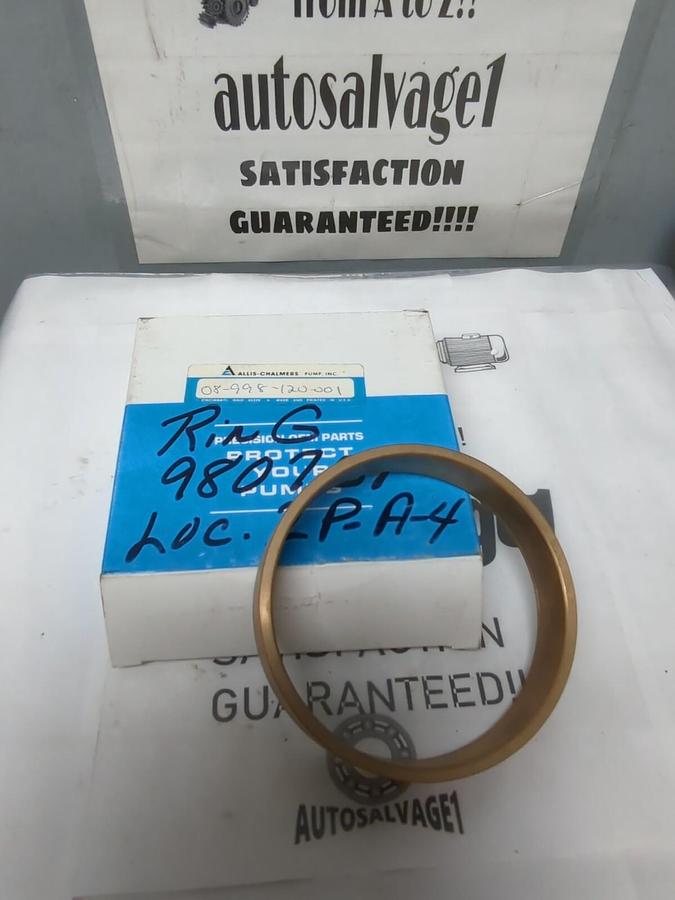 from A to Z!!
autosalvage1
SATISFACTION
GUARANTEED!!!!
ALLIS-CHALMERS PUMP, INC.
08-998-120-001
RinG
PRECISION OEM PARTS
PROTECT
YOUR
9807
LOC. 2P-A-4
GUARANTEED!!
AUTOSALVAGE1